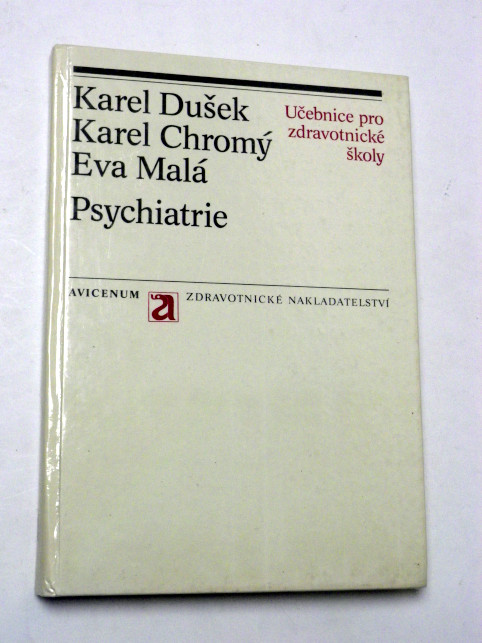 Karel Dušek
Karel Chromý
Eva Malá
Psychiatrie
Učebnice pro
zdravotnické
školy
AVICENUM a ZDRAVOTNICKÉ NAKLADATELSTVÍ